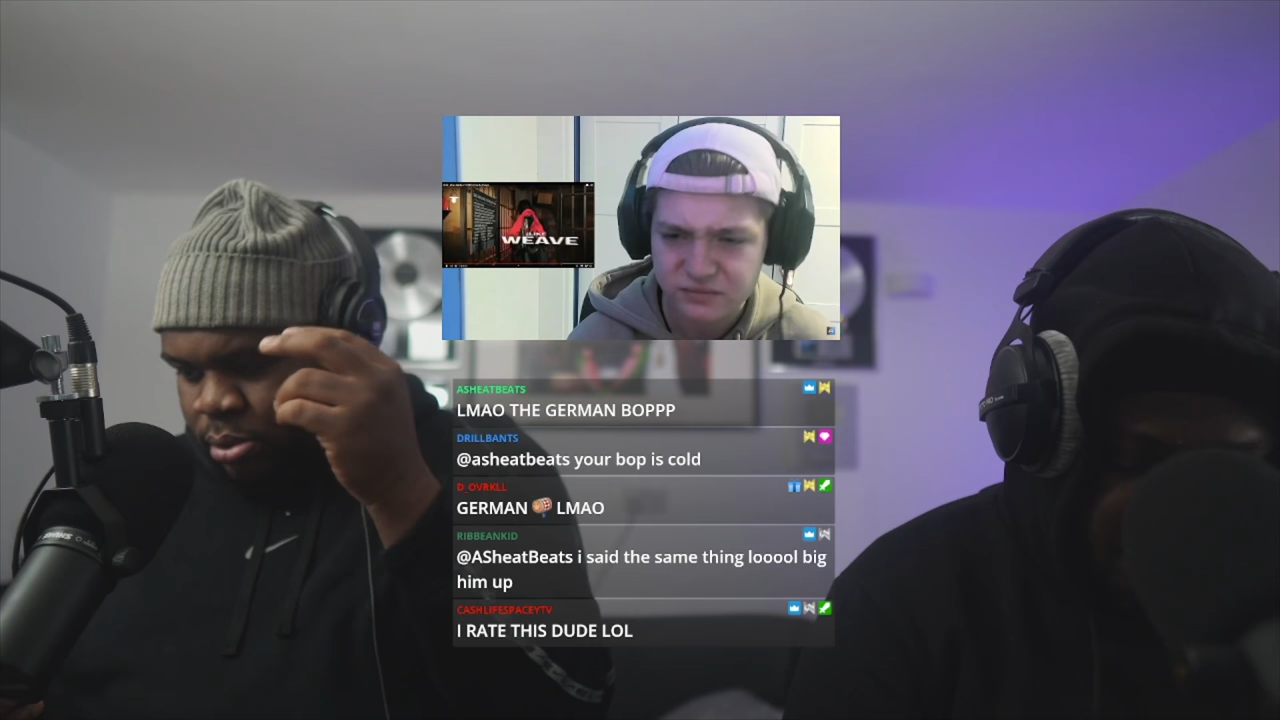 LIKE
WEAVE
ASHEATBEATS
LMAO THE GERMAN BOPPP
DRILLBANTS
@asheatbeats your bop is cold
D_OVRKLL
GERMAN LMAO
RIBBEANKID
@ASheatBeats i said the same thing looool big
him up
CASHLIFESPACEYTV
I RATE THIS DUDE LOL